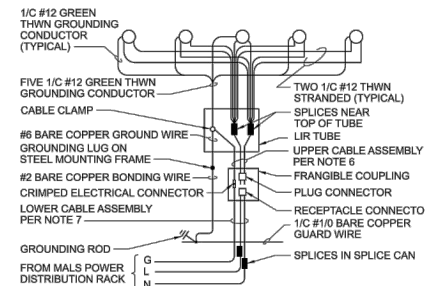 1/C #12 GREEN
THWN GROUNDING
CONDUCTOR
(TYPICAL)
FIVE 1/C #12 GREEN THWN
GROUNDING CONDUCTOR
CABLE CLAMP
#6 BARE COPPER GROUND WIRE
GROUNDING LUG ON
STEEL MOUNTING FRAME
#2 BARE COPPER BONDING WIRE
CRIMPED ELECTRICAL CONNECTOR
LOWER CABLE ASSEMBLY
PER NOTE 7
GROUNDING ROD
FROM MALS POWER
DISTRIBUTION RACK
G
L
N
TWO 1/C #12 THWN
STRANDED (TYPICAL)
SPLICES NEAR
TOP OF TUBE
LIR TUBE
UPPER CABLE ASSEMBLY
PER NOTE 6
FRANGIBLE COUPLING
PLUG CONNECTOR
RECEPTACLE CONNECTO
1/C #1/0 BARE COPPER
GUARD WIRE
SPLICES IN SPLICE CAN